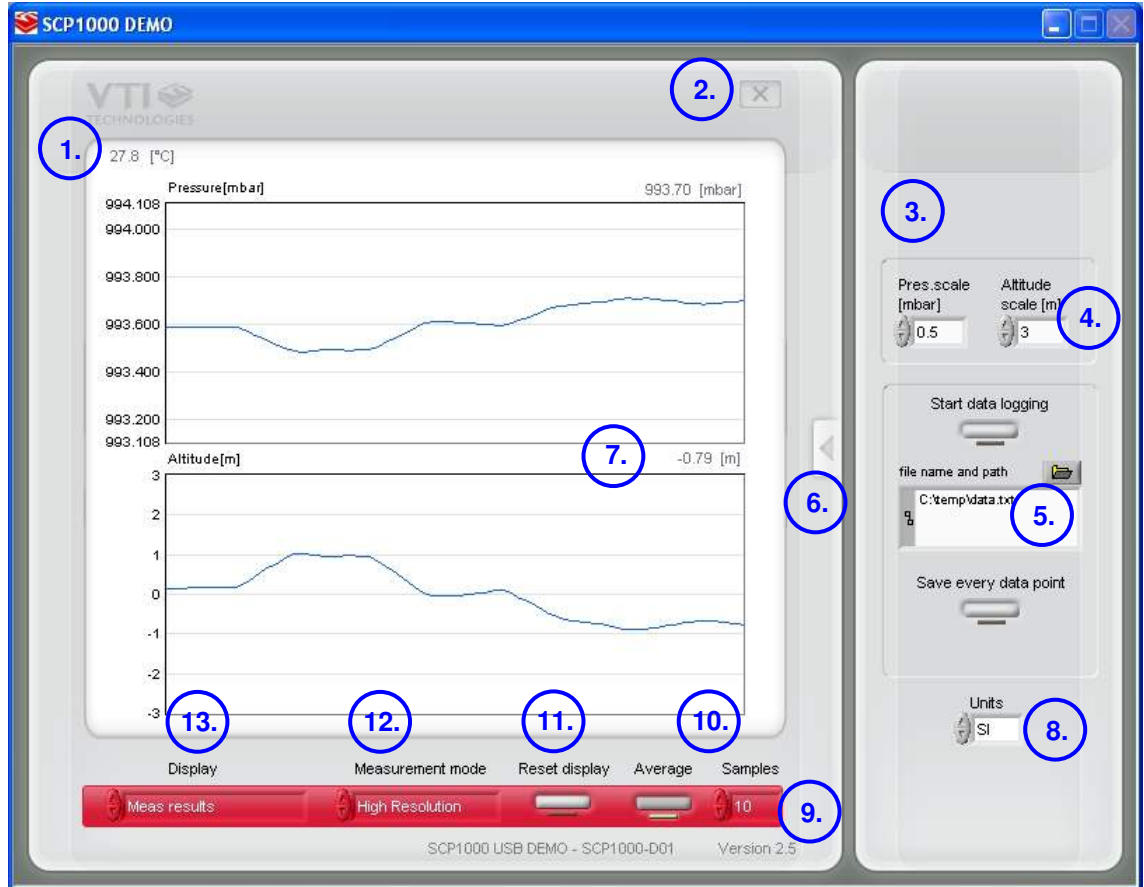 SCP1000 DEMO
VTI
TECHNOLOGIES
2.
1.
27.8 [°C]
Pressure[mbar]
993.70 [mbar]
994.108
994.000
993.800
993.600
993.400
993.200
993.108
Altitude[m]
7.
-0.79 [m]
3
2
1
0
-1
-2
-3
13.
12.
11.
10.
Display
Measurement mode
Reset display
Average
Samples
Meas results
High Resolution
10
9.
SCP1000 USB DEMO - SCP1000-D01
Version 2.5
6.
3.
Pres.scale
[mbar]
0.5
Altitude
scale [m]
3
4.
Start data logging
file name and path
C:\temp\data.txt
5.
Save every data point
Units
SI
8.